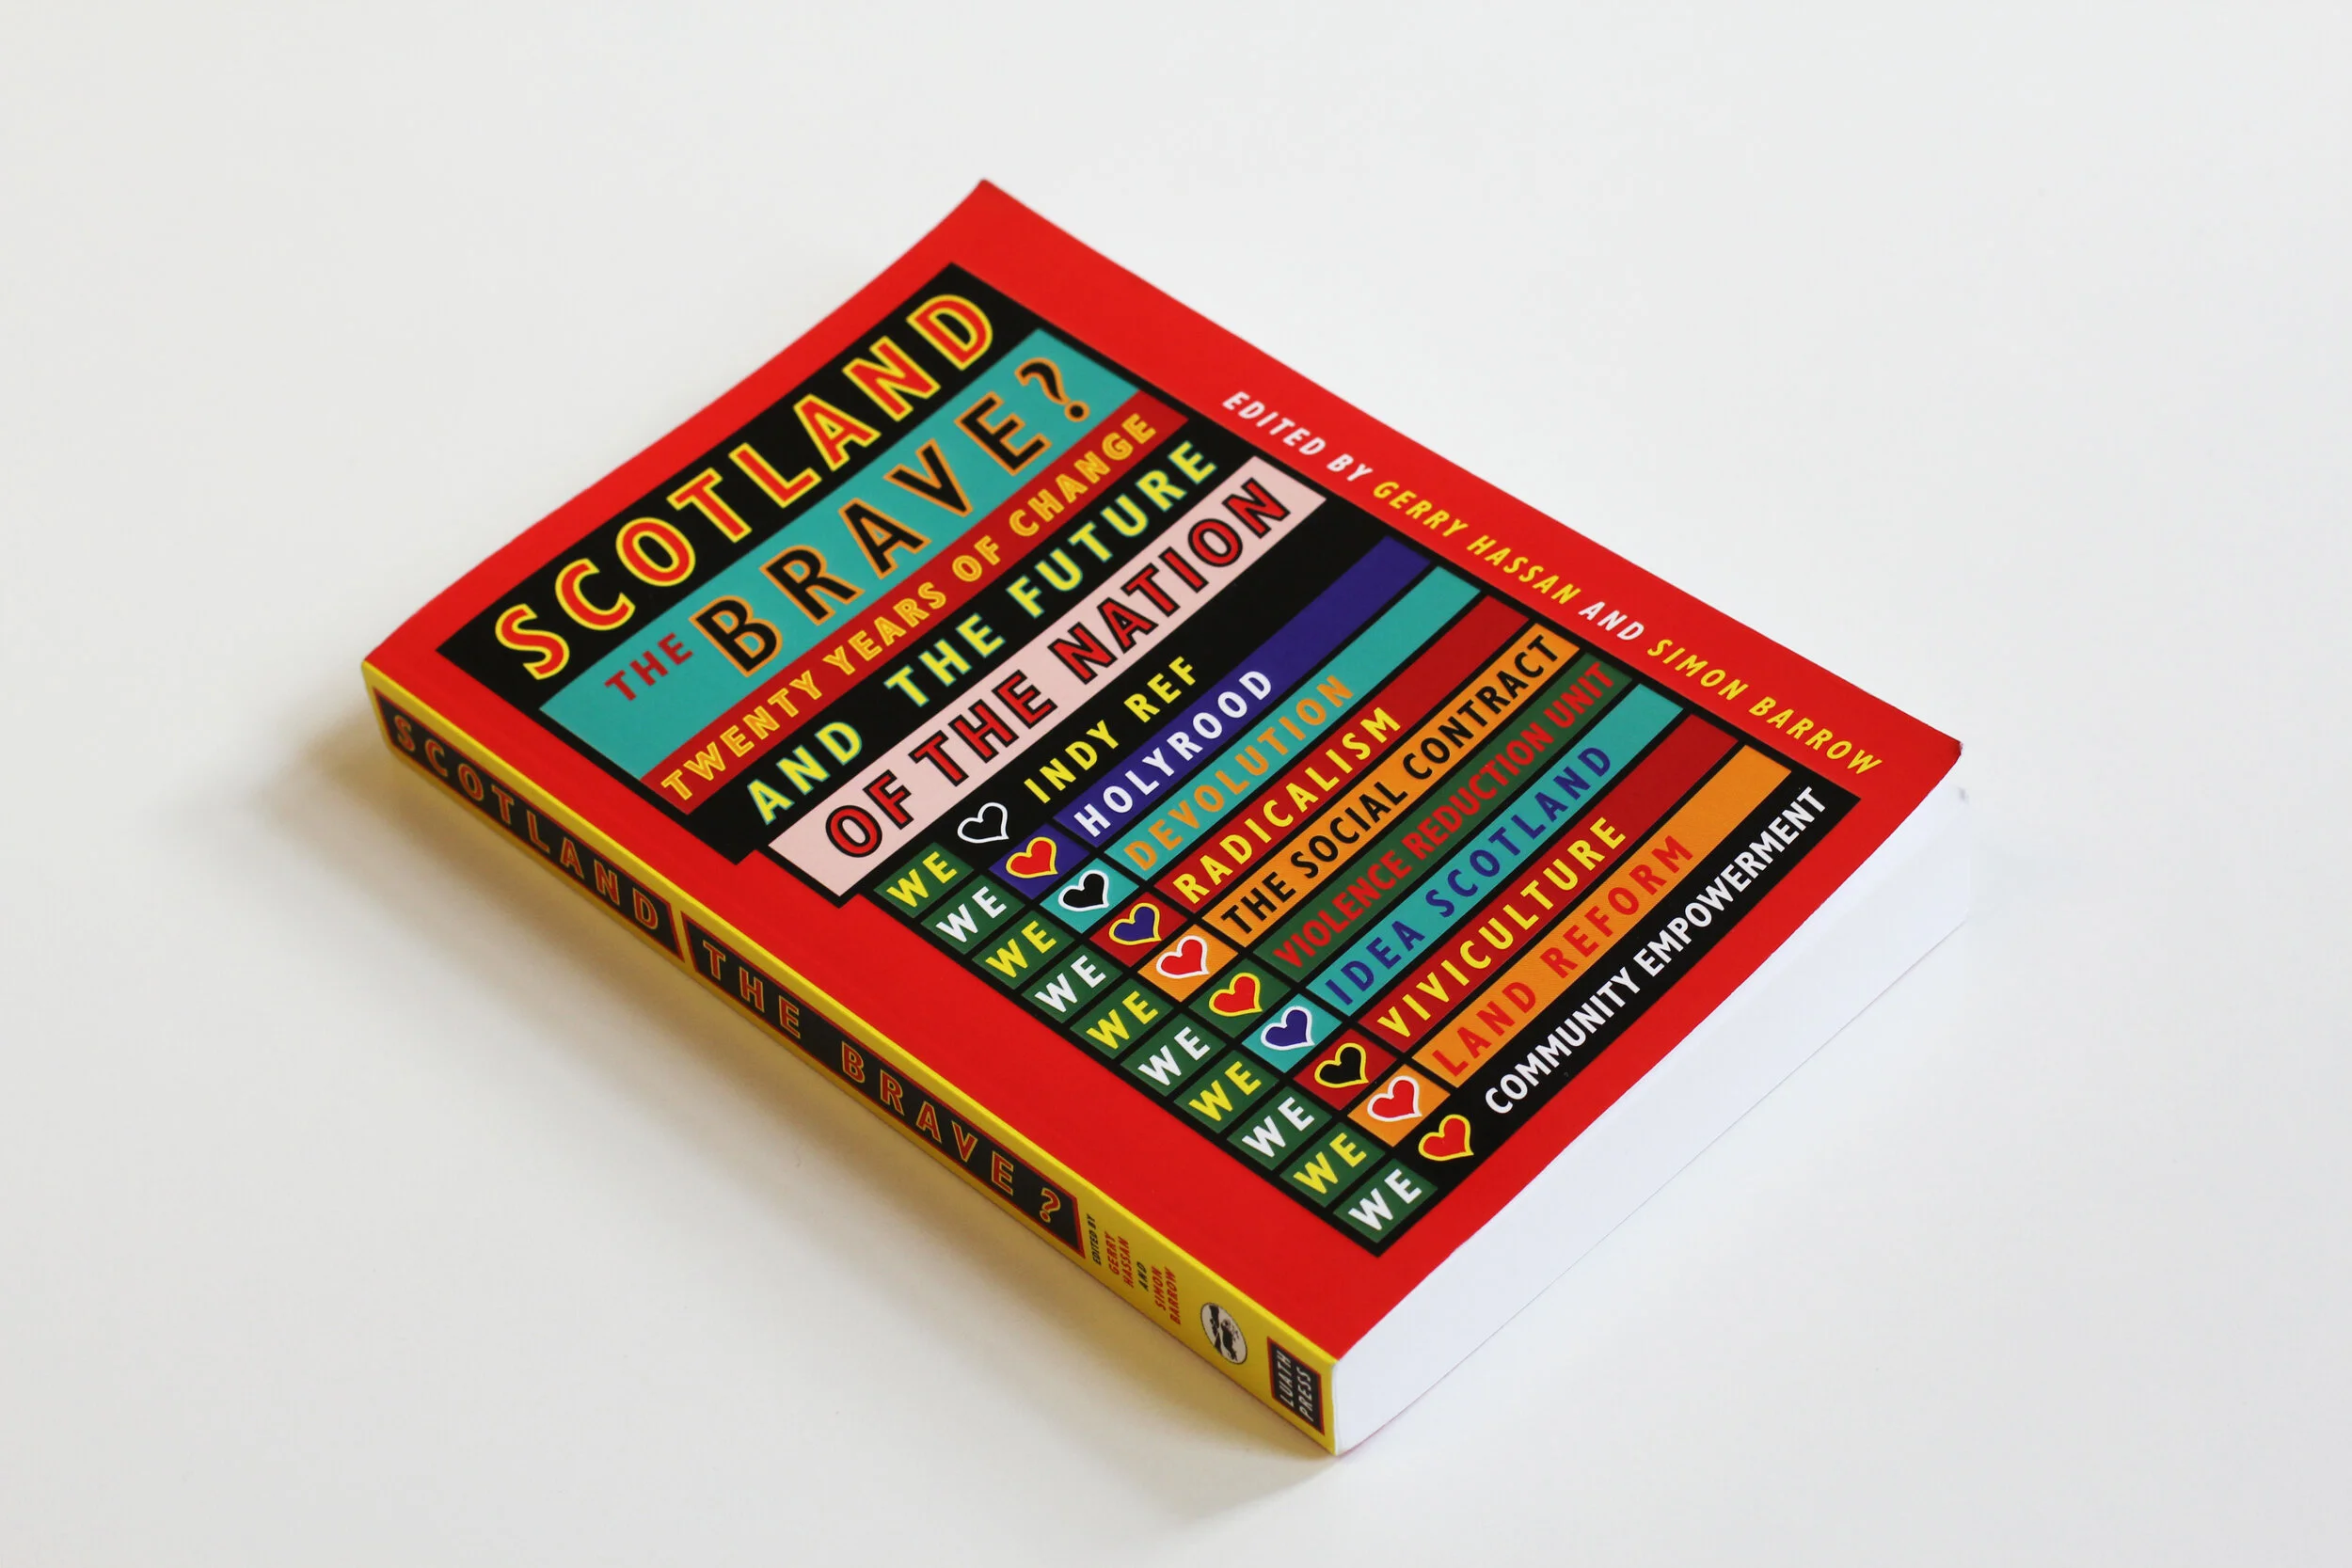 SCOTLAND
THE BRAVE?
TWENTY YEARS OF CHANGE
AND THE FUTURE
OF THE NATION
WE INDY REF
WE HOLYROOD
WE DEVOLUTION
WE RADICALISM
WE THE SOCIAL CONTRACT
WE VIOLENCE REDUCTION UNIT
WE IDEA SCOTLAND
WE VIVICULTURE
WE LAND REFORM
WE COMMUNITY EMPOWERMENT
EDITED BY GERRY HASSAN AND SIMON BARROW
SCOTLAND THE BRAVE?
EDITED BY
GERRY
HASSAN
AND
SIMON
BARROW
LUATH
PRESS